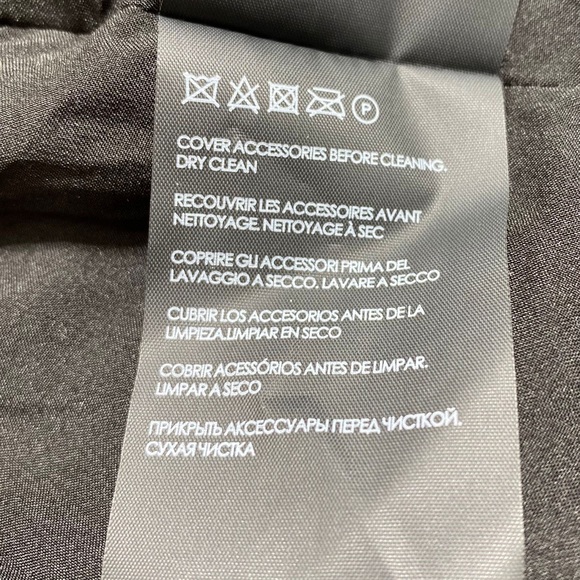 P
COVER ACCESSORIES BEFORE CLEANING.
DRY CLEAN
RECOUVRIR LES ACCESSOIRES AVANT
NETTOYAGE. NETTOYAGE À SEC
COPRIRE GLI ACCESSORI PRIMA DEL
LAVAGGIO A SECCO. LAVARE A SECCO
CUBRIR LOS ACCESORIOS ANTES DE LA
LIMPIEZA.LIMPIAR EN SECO
COBRIR ACESSÓRIOS ANTES DE LIMPAR.
LIMPAR A SECO
ПРИКРЫТЬ АКСЕССУАРЫ ПЕРЕД ЧИСТКОЙ.
СУХАЯ ЧИСТКА